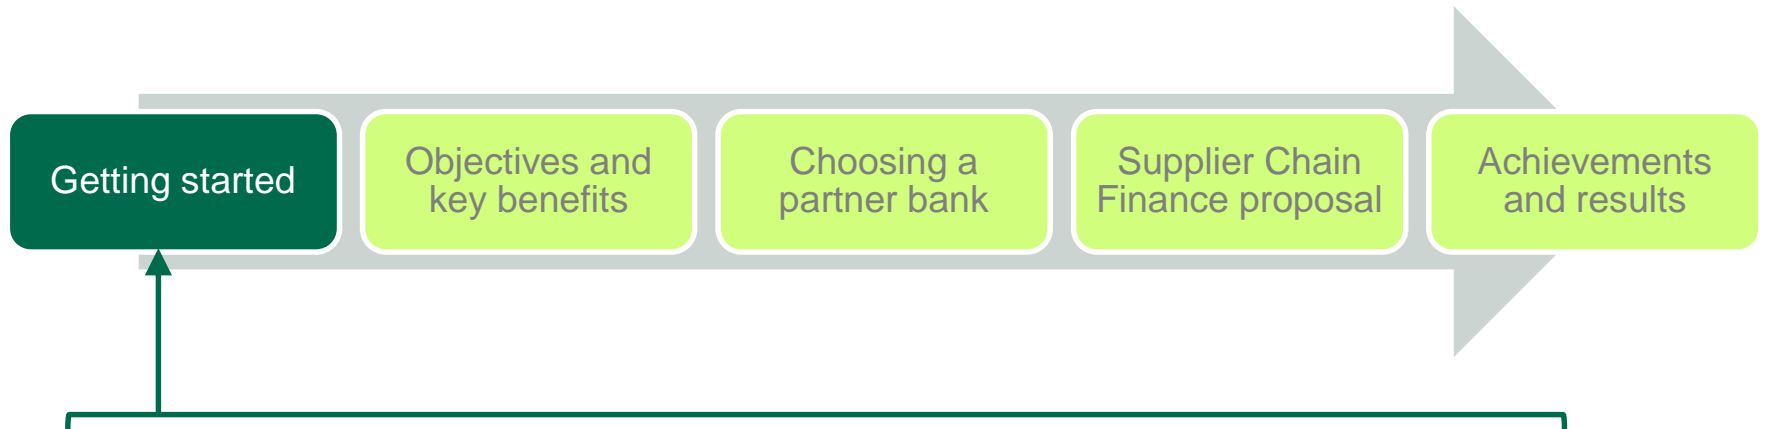 Getting started
Objectives and
key benefits
Choosing a
partner bank
Supplier Chain
Finance proposal
Achievements
and results